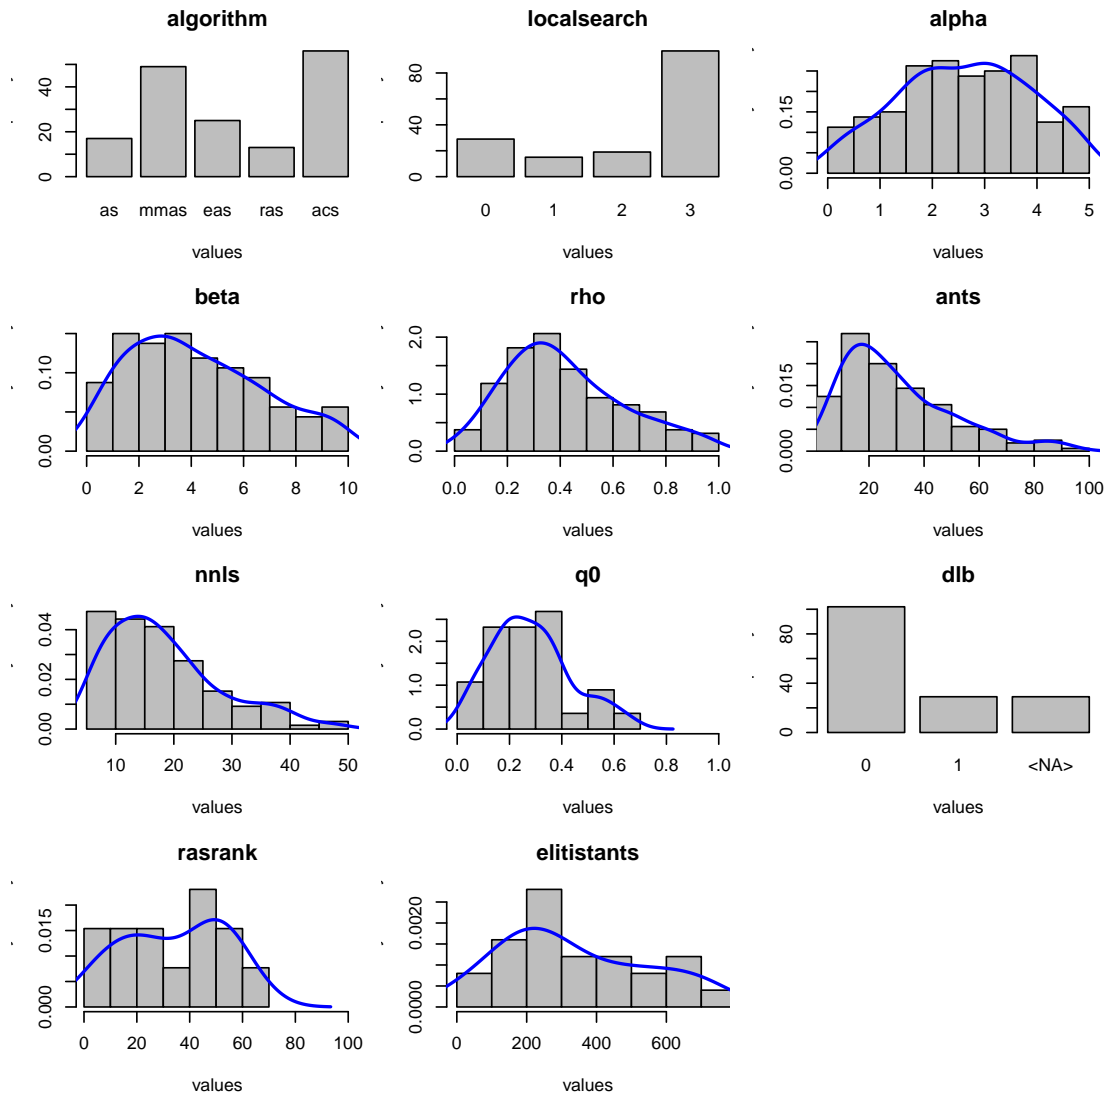 algorithm
0 20 40
as mmas eas ras acs
values
localsearch
0 40 80
0 1 2 3
values
alpha
0.00 0.15
0 1 2 3 4 5
values
beta
0.00 0.10
0 2 4 6 8 10
values
rho
0.0 1.0 2.0
0.0 0.2 0.4 0.6 0.8 1.0
values
ants
0.000 0.015
20 40 60 80 100
values
nnls
0.00 0.02 0.04
10 20 30 40 50
values
q0
0.0 1.0 2.0
0.0 0.2 0.4 0.6 0.8 1.0
values
dlb
0 40 80
0 1 <NA>
values
rasrank
0.000 0.015
0 20 40 60 80 100
values
elitistants
0.0000 0.0020
0 200 400 600
values